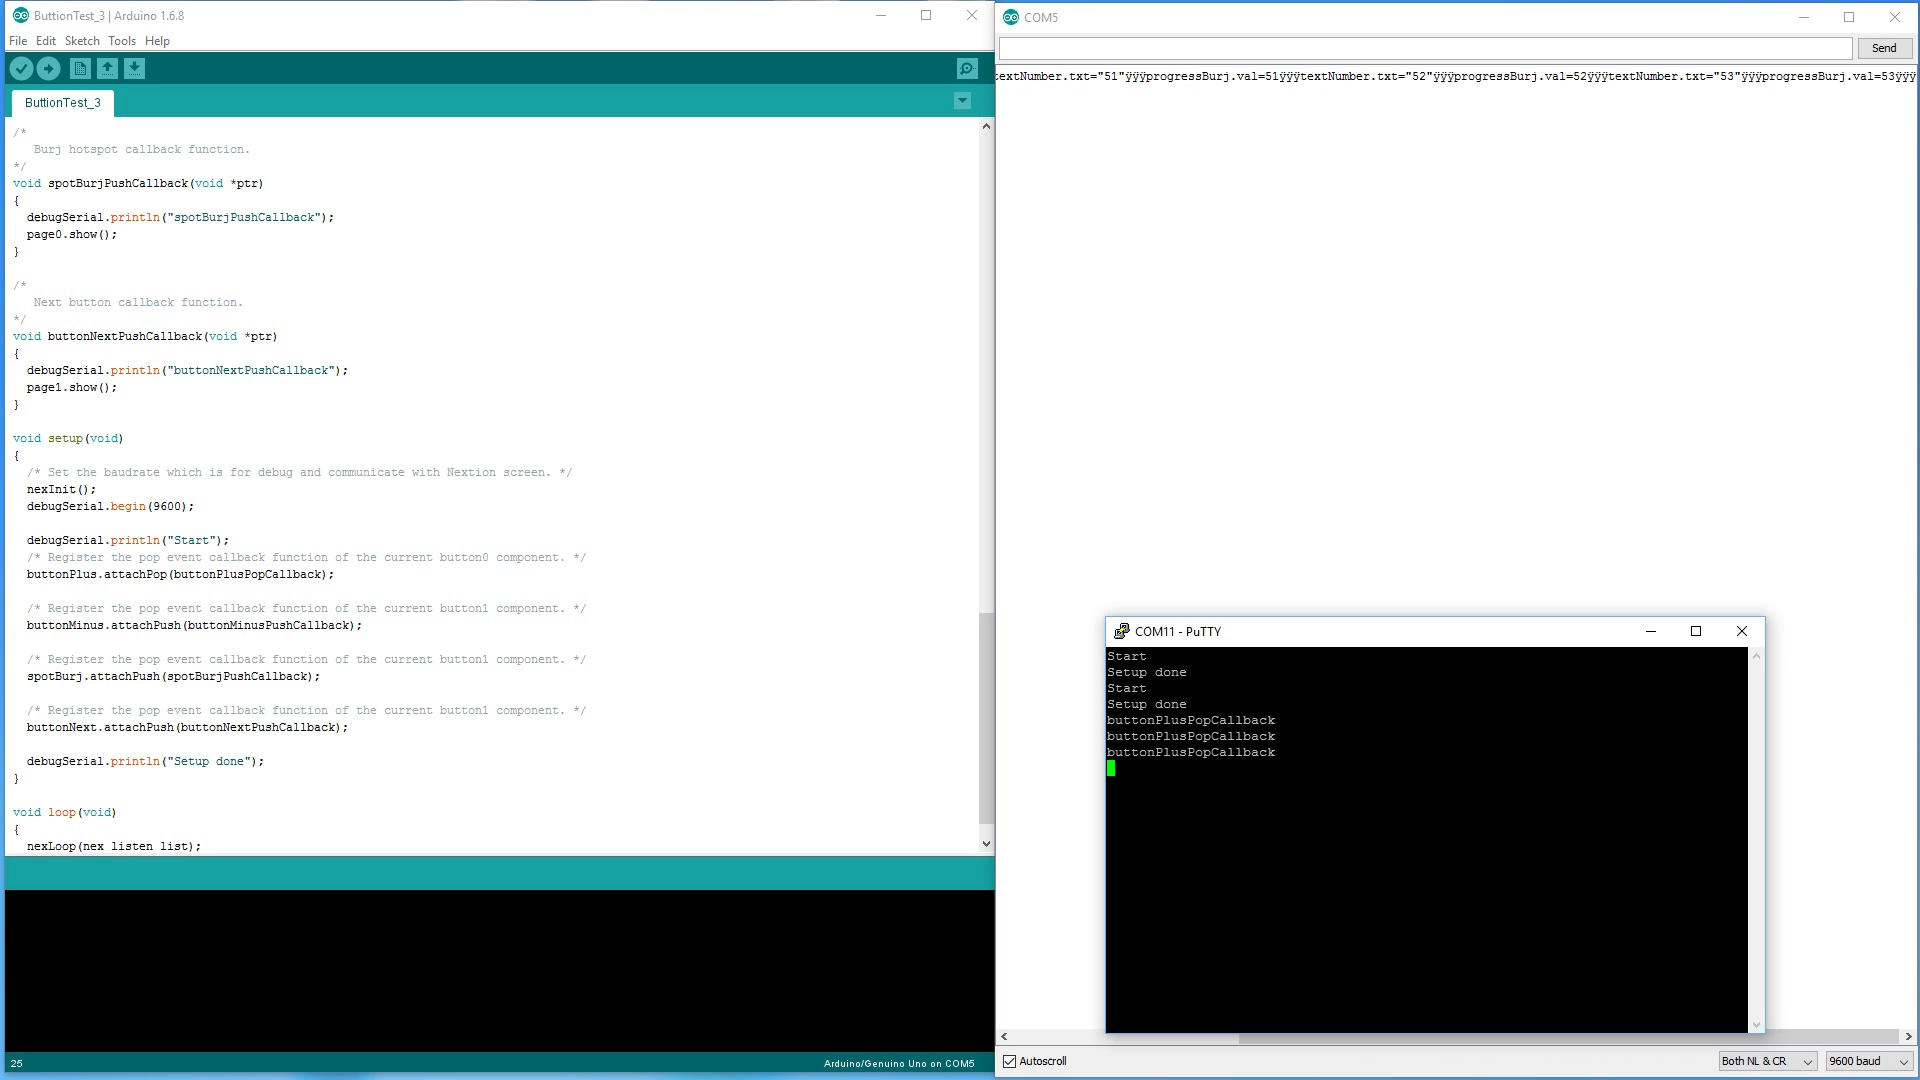 ButtionTest_3 | Arduino 1.6.8
File Edit Sketch Tools Help
ButtionTest_3
/*
   Burj hotspot callback function.
*/
void spotBurjPushCallback(void *ptr)
{
  debugSerial.println("spotBurjPushCallback");
  page0.show();
}
/*
   Next button callback function.
*/
void buttonNextPushCallback(void *ptr)
{
  debugSerial.println("buttonNextPushCallback");
  page1.show();
}
void setup(void)
{
  /* Set the baudrate which is for debug and communicate with Nextion screen. */
  nexInit();
  debugSerial.begin(9600);
  debugSerial.println("Start");
  /* Register the pop event callback function of the current button0 component. */
  buttonPlus.attachPop(buttonPlusPopCallback);
  /* Register the pop event callback function of the current button1 component. */
  buttonMinus.attachPush(buttonMinusPushCallback);
  /* Register the pop event callback function of the current button1 component. */
  spotBurj.attachPush(spotBurjPushCallback);
  /* Register the pop event callback function of the current button1 component. */
  buttonNext.attachPush(buttonNextPushCallback);
  debugSerial.println("Setup done");
}
void loop(void)
{
  nexLoop(nex_listen_list);
25
Arduino/Genuino Uno on COM5
COM5
Send
textNumber.txt="51"ÿÿÿprogressBurj.val=51ÿÿÿtextNumber.txt="52"ÿÿÿprogressBurj.val=52ÿÿÿtextNumber.txt="53"ÿÿÿprogressBurj.val=53ÿÿÿ
COM11 - PuTTY
Start
Setup done
Start
Setup done
buttonPlusPopCallback
buttonPlusPopCallback
buttonPlusPopCallback
Autoscroll
Both NL & CR
9600 baud